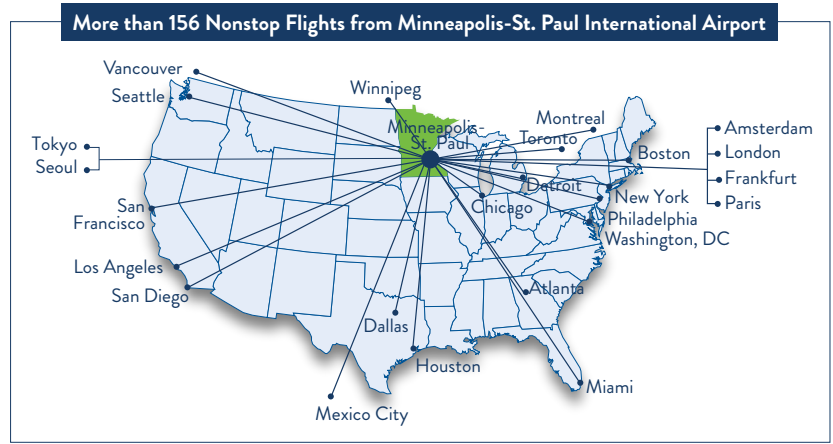 More than 156 Nonstop Flights from Minneapolis-St. Paul International Airport
Vancouver
Seattle
Winnipeg
Minneapolis-
St. Paul
Montreal
Toronto
Boston
Amsterdam
London
Frankfurt
Paris
Tokyo
Seoul
Detroit
Chicago
New York
Philadelphia
Washington, DC
San
Francisco
Los Angeles
San Diego
Atlanta
Dallas
Houston
Miami
Mexico City